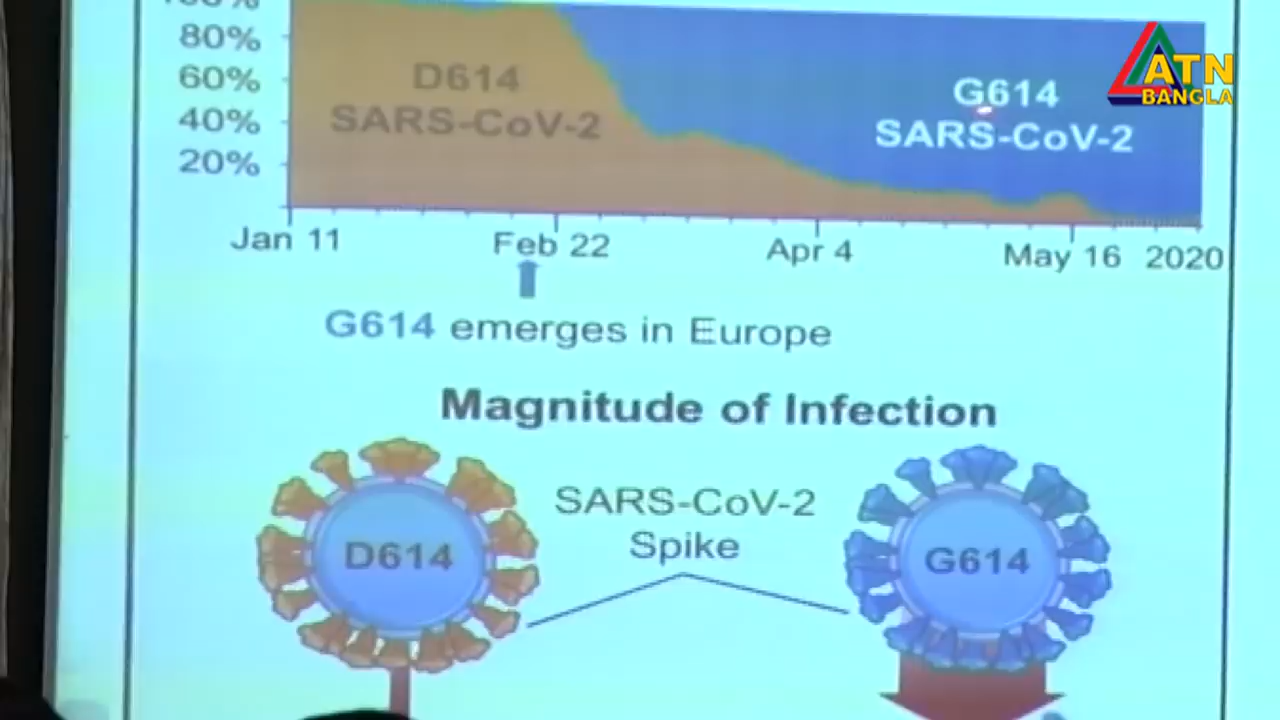 100%
80%
60%
40%
20%
D614
SARS-CoV-2
G614
SARS-CoV-2
ATN
BANGLA
Jan 11
Feb 22
Apr 4
May 16
2020
G614 emerges in Europe
Magnitude of Infection
SARS-CoV-2
Spike
D614
G614